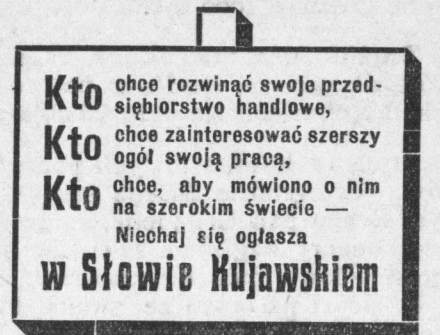 Kto chce rozwinąć swoje przed-
siębiorstwo handlowe,
Kto chce zainteresować szerszy
ogół swoją pracą,
Kto chce, aby mówiono o nim
na szerokim świecie —
Niechaj się ogłasza
w Słowie Kujawskiem